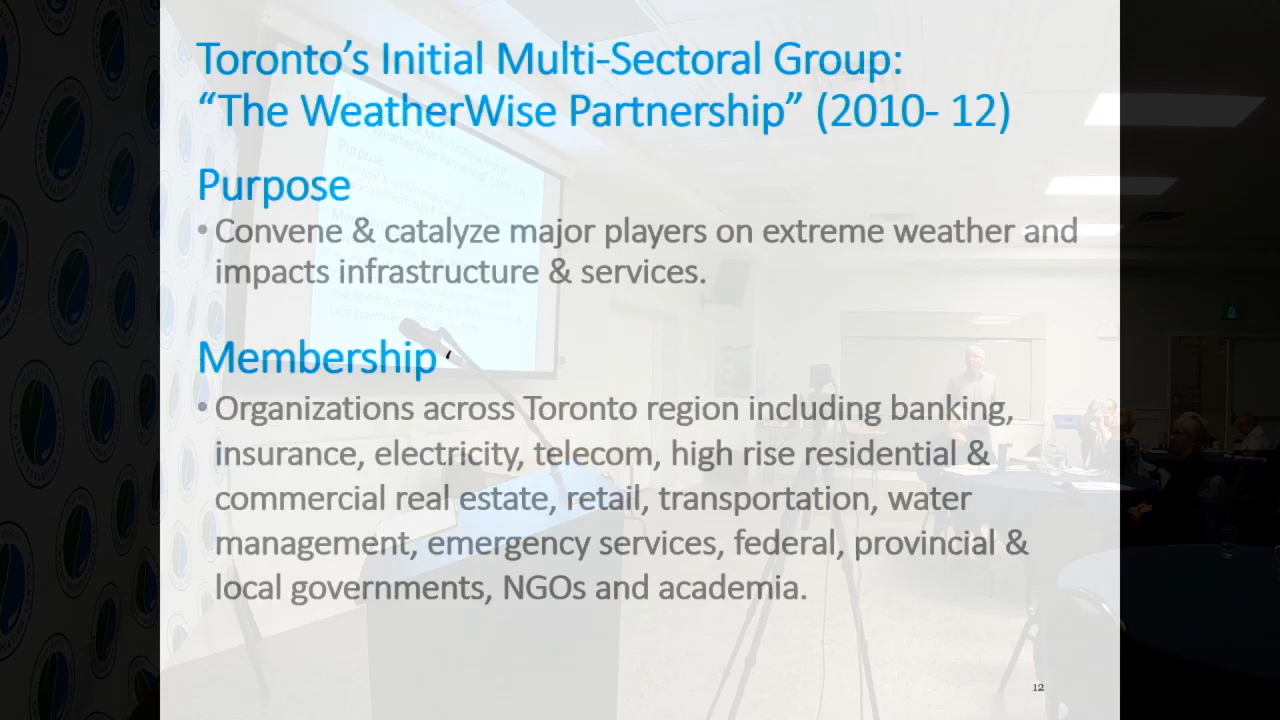 Toronto’s Initial Multi-Sectoral Group:
“The WeatherWise Partnership” (2010- 12)
Purpose
• Convene & catalyze major players on extreme weather and
impacts infrastructure & services.
Membership
• Organizations across Toronto region including banking,
insurance, electricity, telecom, high rise residential &
commercial real estate, retail, transportation, water
management, emergency services, federal, provincial &
local governments, NGOs and academia.
12